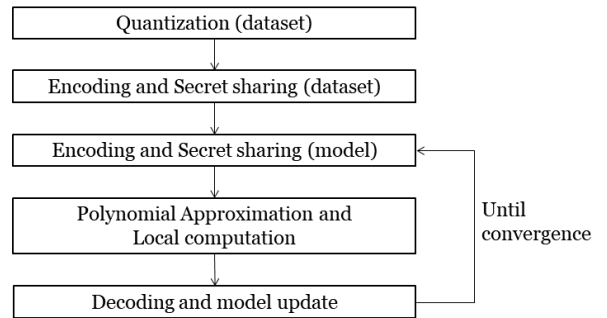 Quantization (dataset)
Encoding and Secret sharing (dataset)
Encoding and Secret sharing (model)
Polynomial Approximation and
Local computation
Until
convergence
Decoding and model update